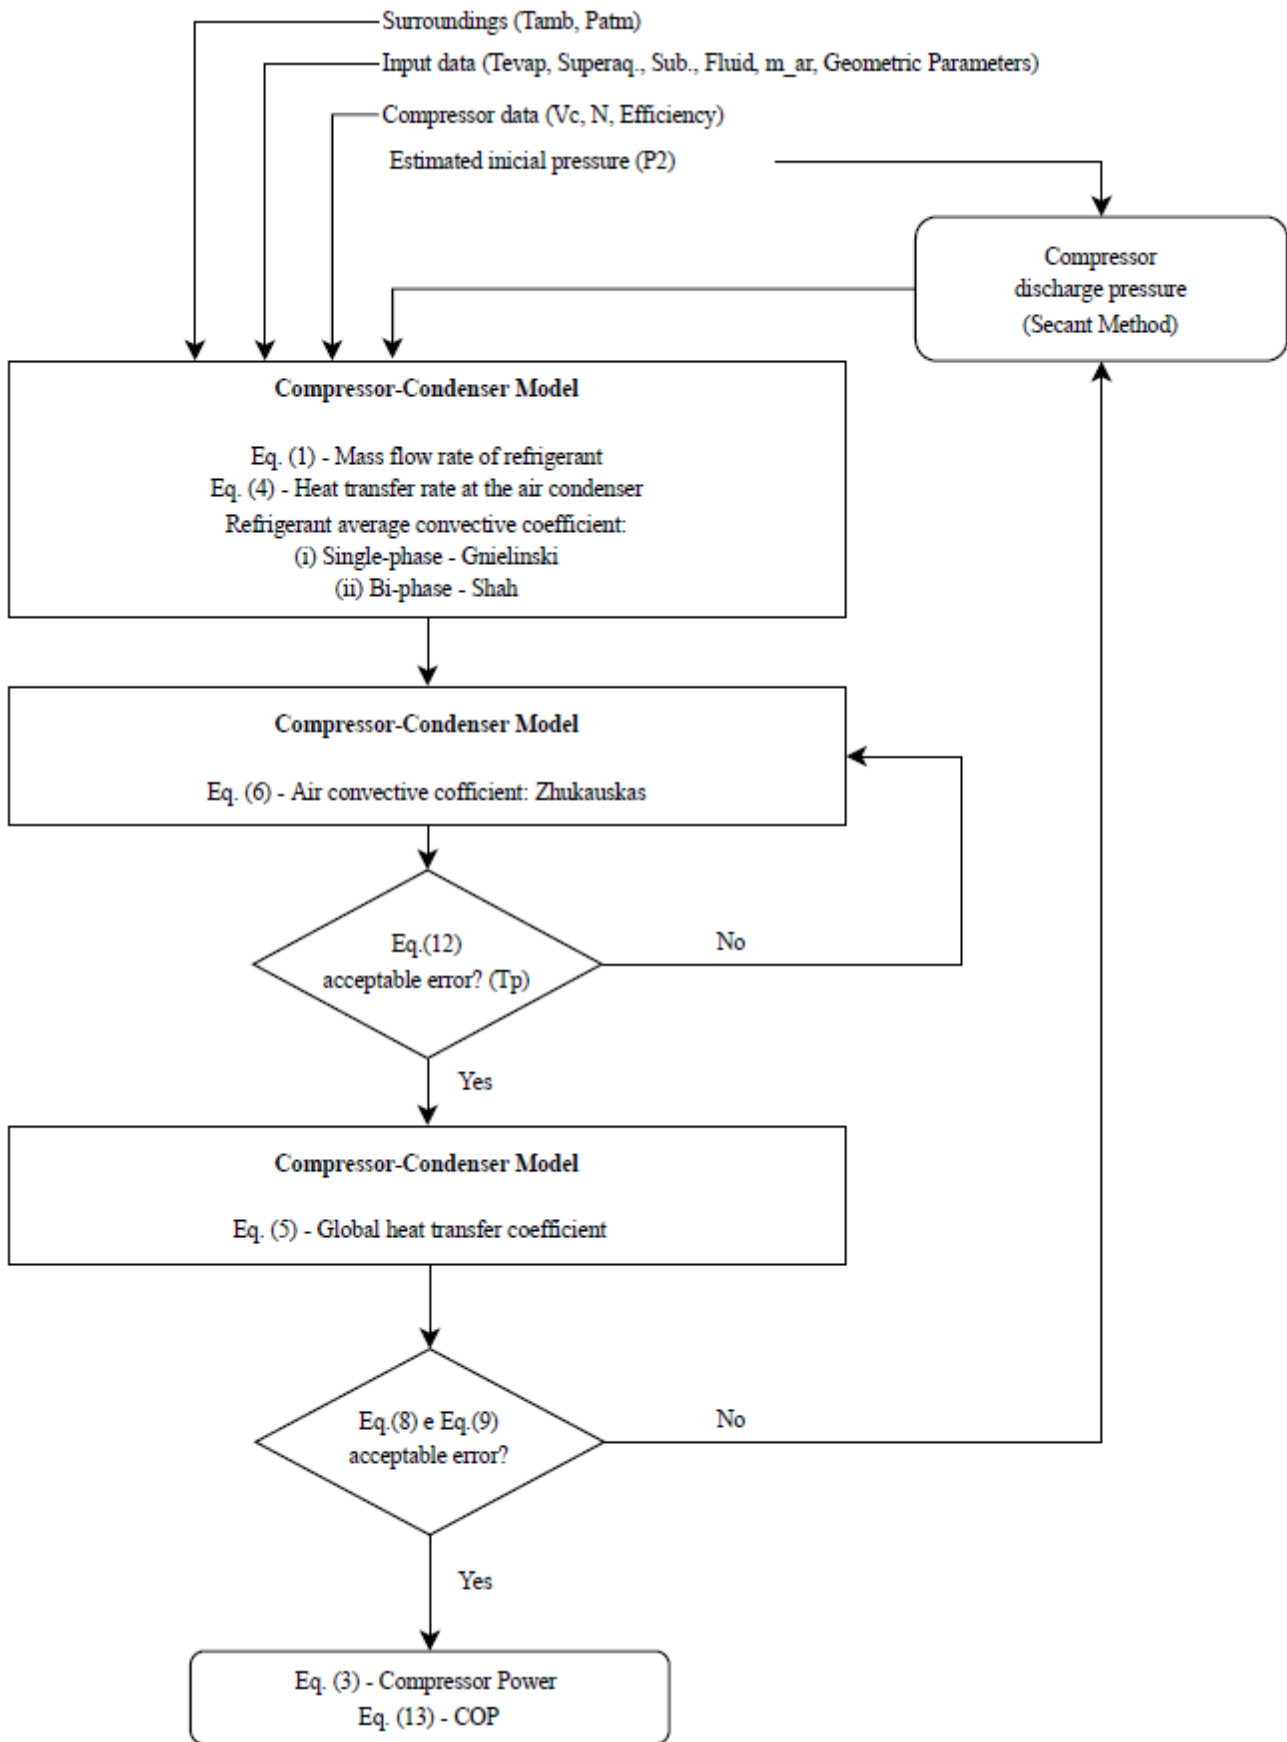 Surroundings (Tamb, Patm)
Input data (Tevap, Superaq., Sub., Fluid, m_ar, Geometric Parameters)
Compressor data (Vc, N, Efficiency)
Estimated inicial pressure (P2)
Compressor
discharge pressure
(Secant Method)
Compressor-Condenser Model
Eq. (1) - Mass flow rate of refrigerant
Eq. (4) - Heat transfer rate at the air condenser
Refrigerant average convective coefficient:
(i) Single-phase - Gnielinski
(ii) Bi-phase - Shah
Compressor-Condenser Model
Eq. (6) - Air convective cofficient: Zhukauskas
Eq.(12)
acceptable error? (Tp)
No
Yes
Compressor-Condenser Model
Eq. (5) - Global heat transfer coefficient
Eq.(8) e Eq.(9)
acceptable error?
No
Yes
Eq. (3) - Compressor Power
Eq. (13) - COP